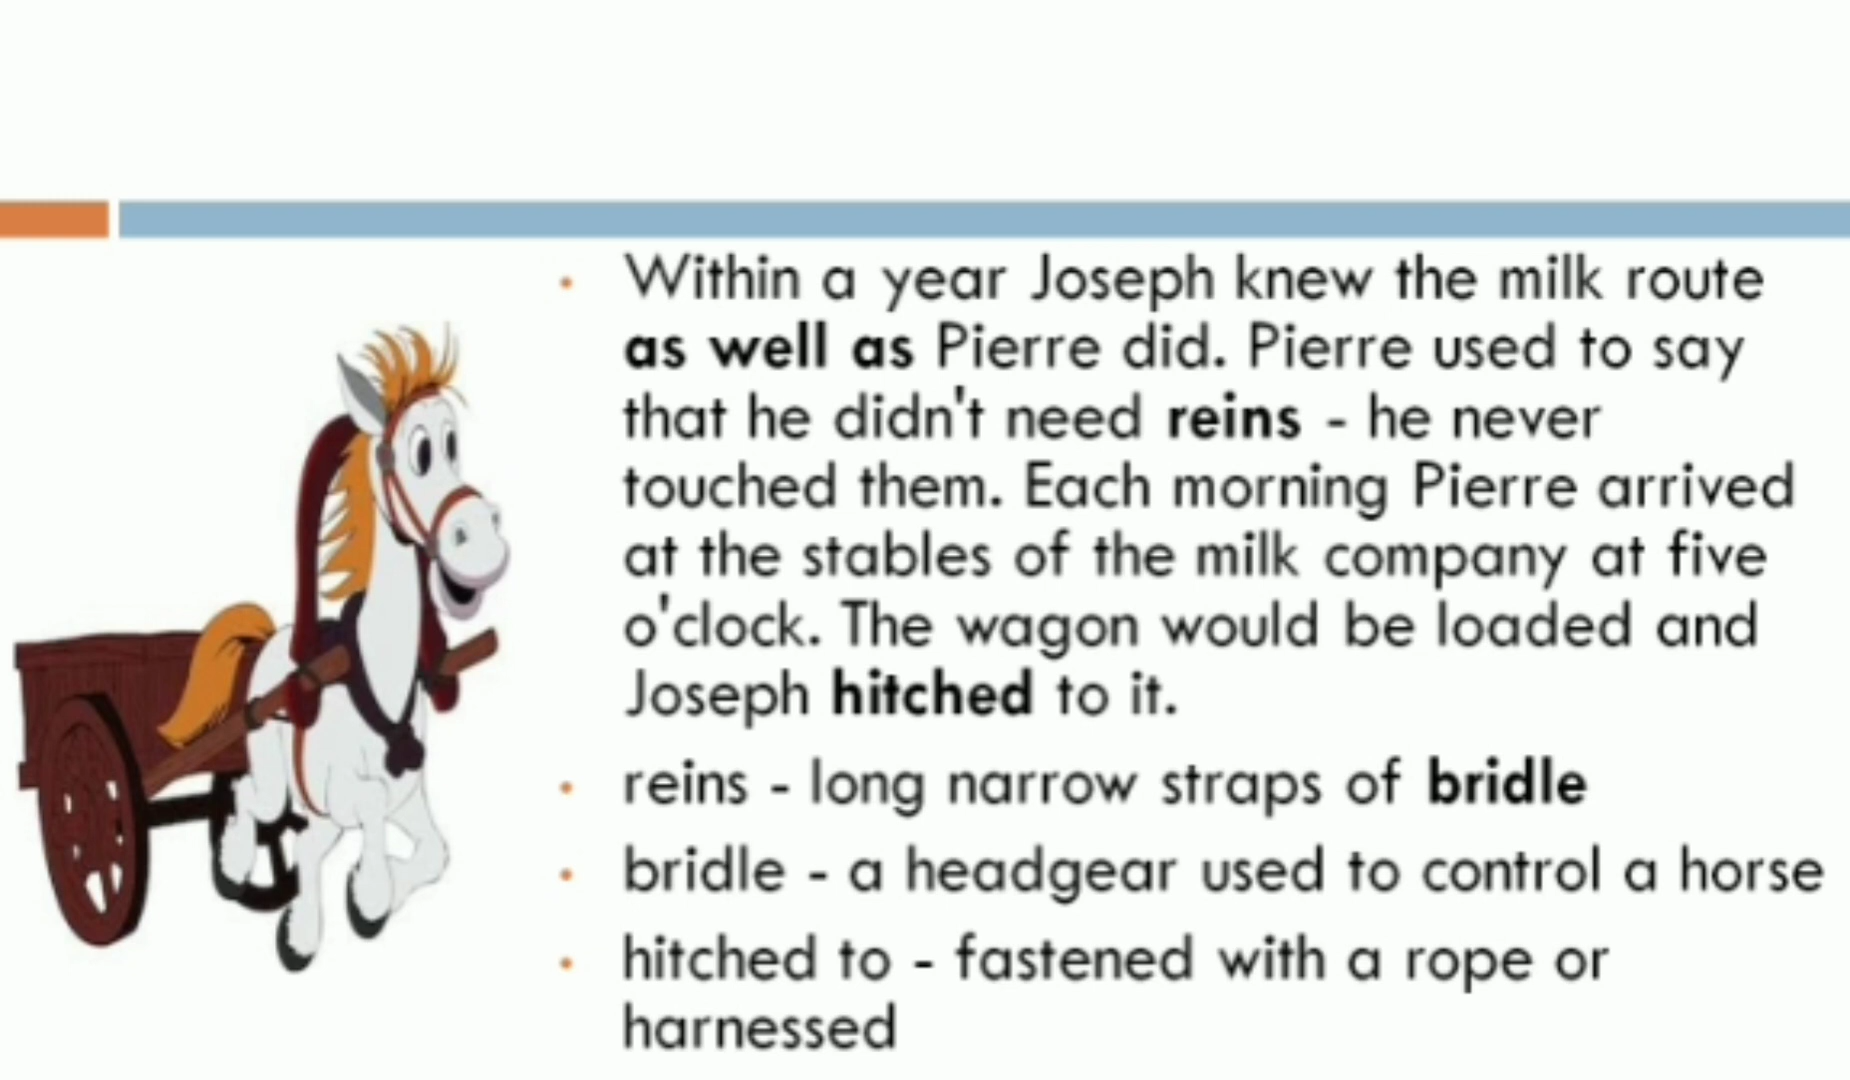 Within a year Joseph knew the milk route
as well as Pierre did. Pierre used to say
that he didn't need reins - he never
touched them. Each morning Pierre arrived
at the stables of the milk company at five
o'clock. The wagon would be loaded and
Joseph hitched to it.
reins - long narrow straps of bridle
bridle - a headgear used to control a horse
hitched to - fastened with a rope or
harnessed